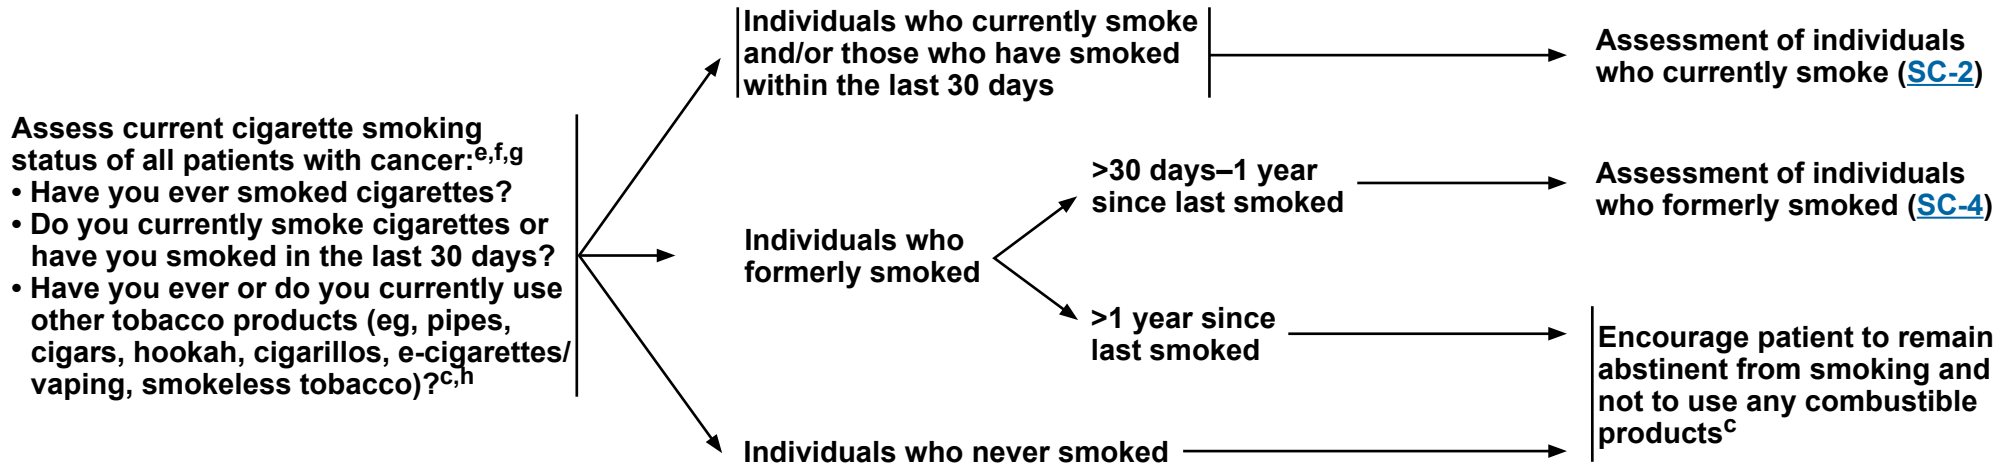 Assess current cigarette smoking
status of all patients with cancer:e,f,g
• Have you ever smoked cigarettes?
• Do you currently smoke cigarettes or
have you smoked in the last 30 days?
• Have you ever or do you currently use
other tobacco products (eg, pipes,
cigars, hookah, cigarillos, e-cigarettes/
vaping, smokeless tobacco)?c,h
Individuals who currently smoke
and/or those who have smoked
within the last 30 days
Assessment of individuals
who currently smoke (SC-2)
Individuals who
formerly smoked
>30 days–1 year
since last smoked
Assessment of individuals
who formerly smoked (SC-4)
>1 year since
last smoked
Individuals who never smoked
Encourage patient to remain
abstinent from smoking and
not to use any combustible
productsc